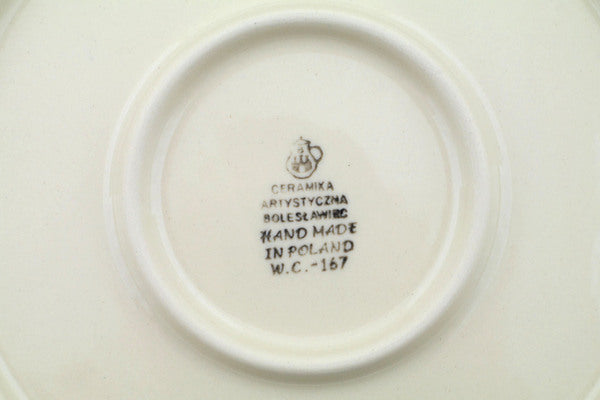 CERAMIKA
ARTYSTYCZNA
BOLESŁAWIEC
HAND MADE
IN POLAND
W.C.-167